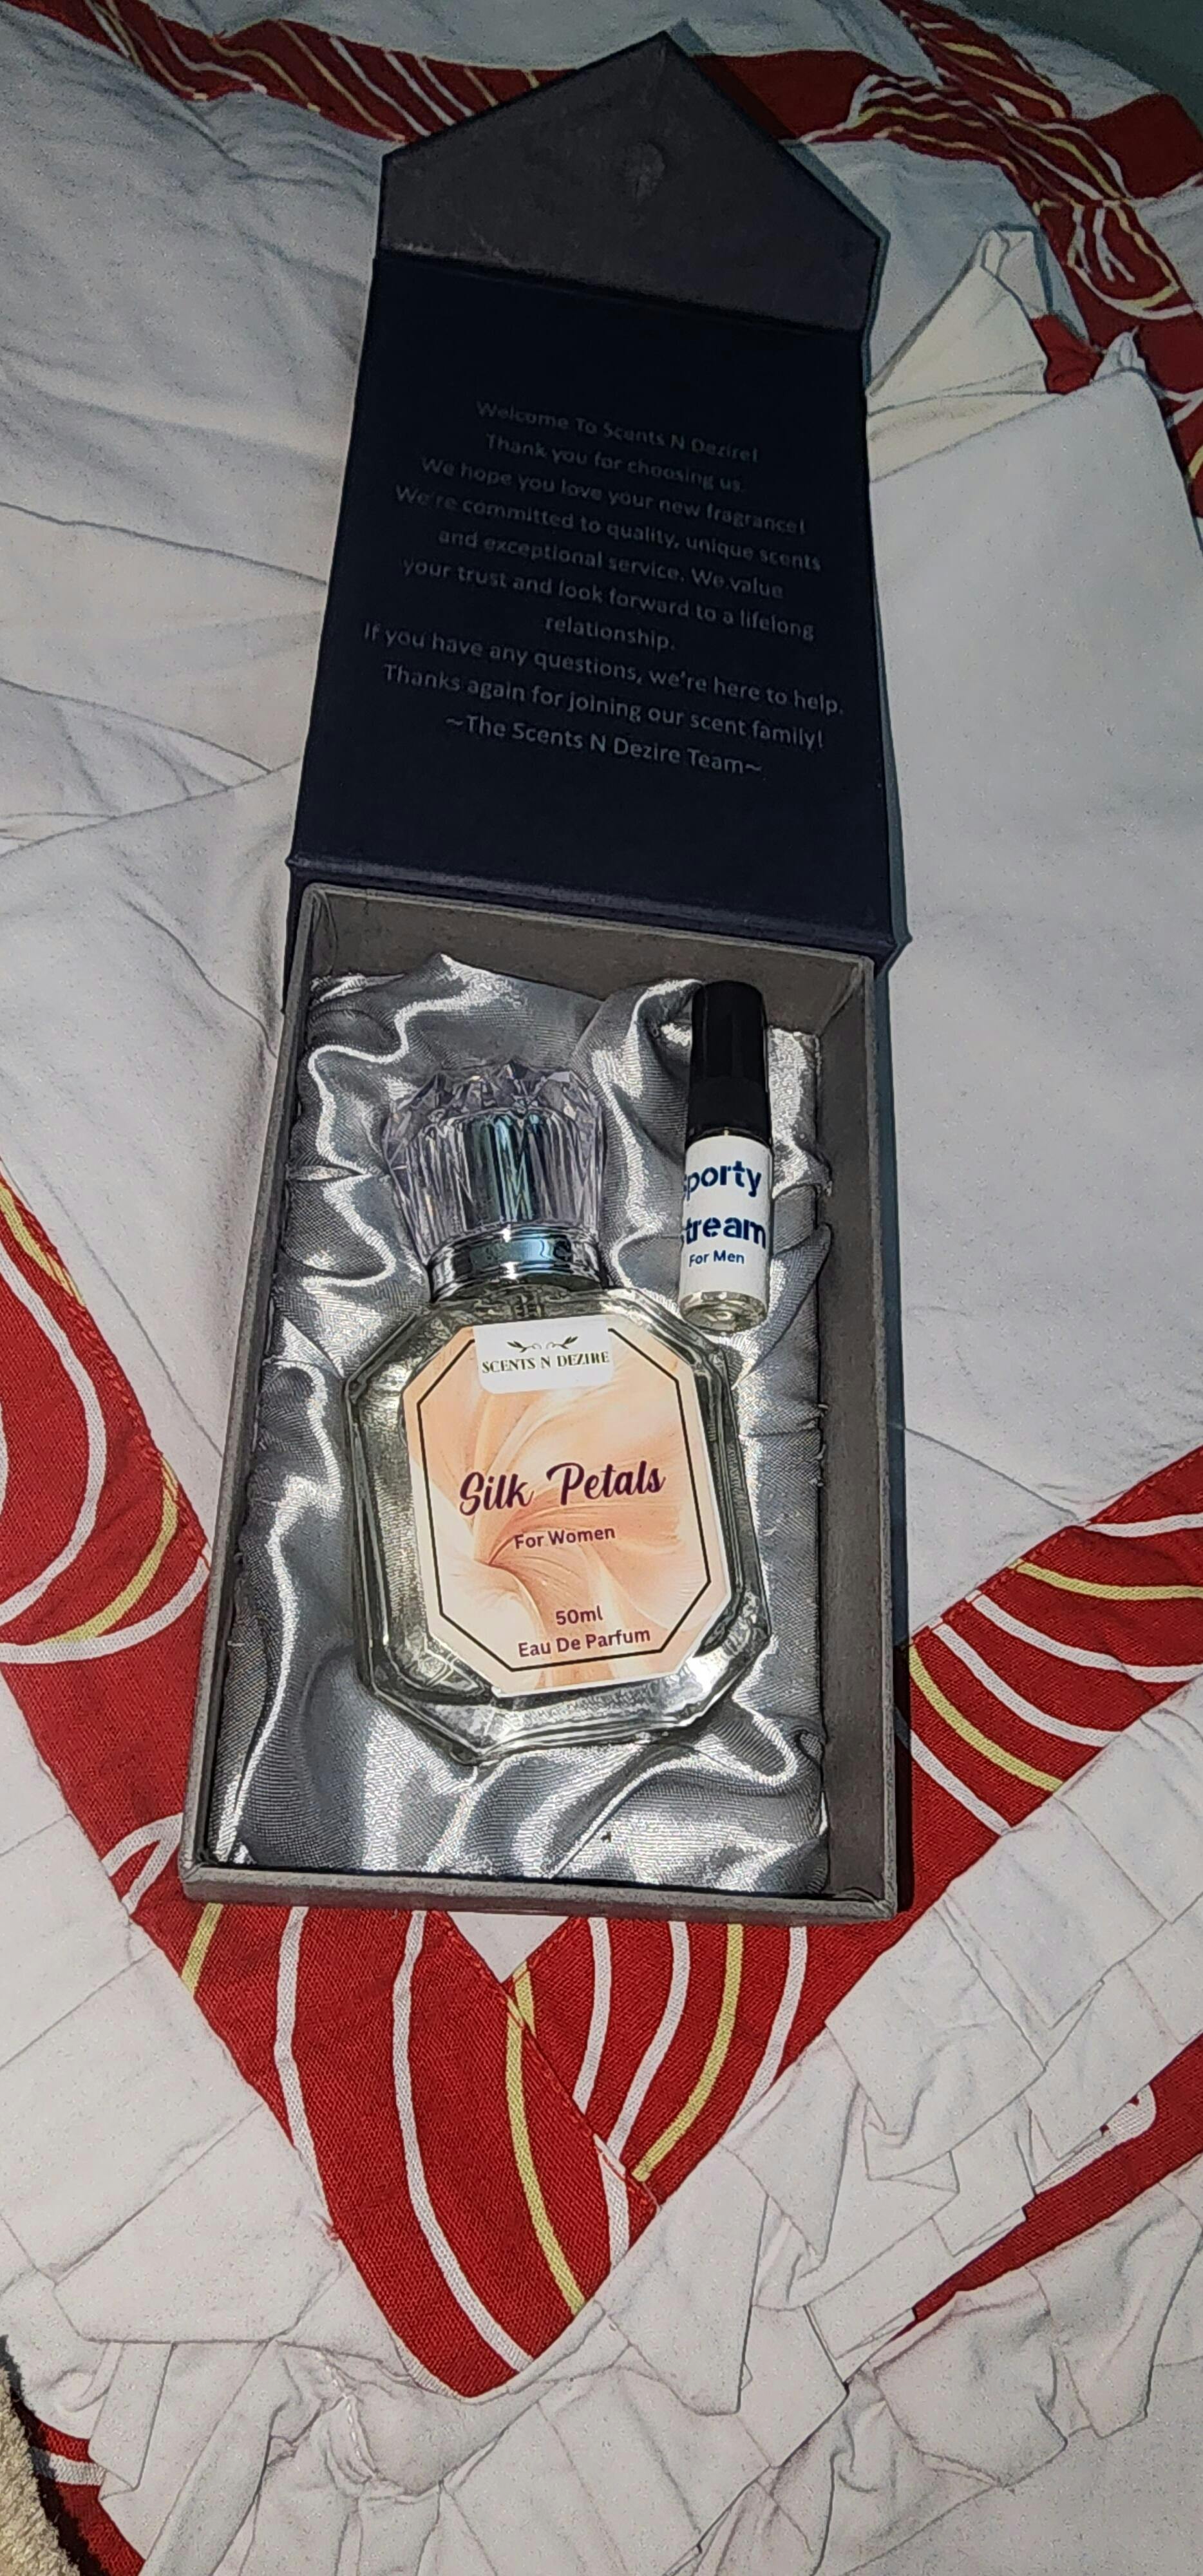 Welcome To Scents N Dezire!
Thank you for choosing us.
We hope you love your new fragrance!
We're committed to quality, unique scents
and exceptional service. We value
your trust and look forward to a lifelong
relationship.
If you have any questions, we're here to help.
Thanks again for joining our scent family!
~The Scents N Dezire Team~
porty
tream
For Men
SCENTS N DEZIRE
Silk Petals
For Women
50ml
Eau De Parfum